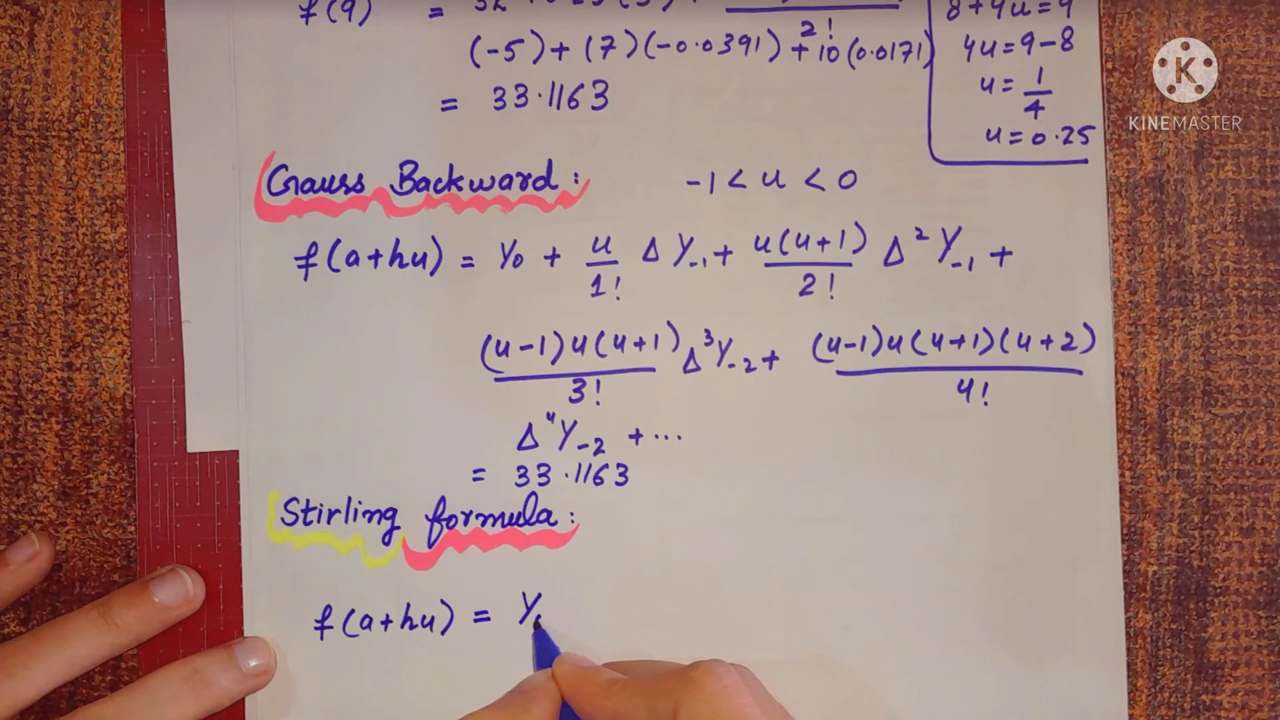 f(9) =
8+4u=9
2!
(-5) + (7)(-0.0391) + 10(0.0171)
4u=9-8
= 33.1163
u = 1/4
u = 0.25
KINEMASTER
Gauss Backward : -1 < u < 0
f(a+hu) = Y₀ + u/1! Δ Y₋₁ + u(u+1)/2! Δ² Y₋₁ +
(u-1)u(u+1)/3! Δ³Y₋₂ + (u-1)u(u+1)(u+2)/4!
Δ⁴Y₋₂ + ...
= 33.1163
Stirling formula :
f(a+hu) = Y